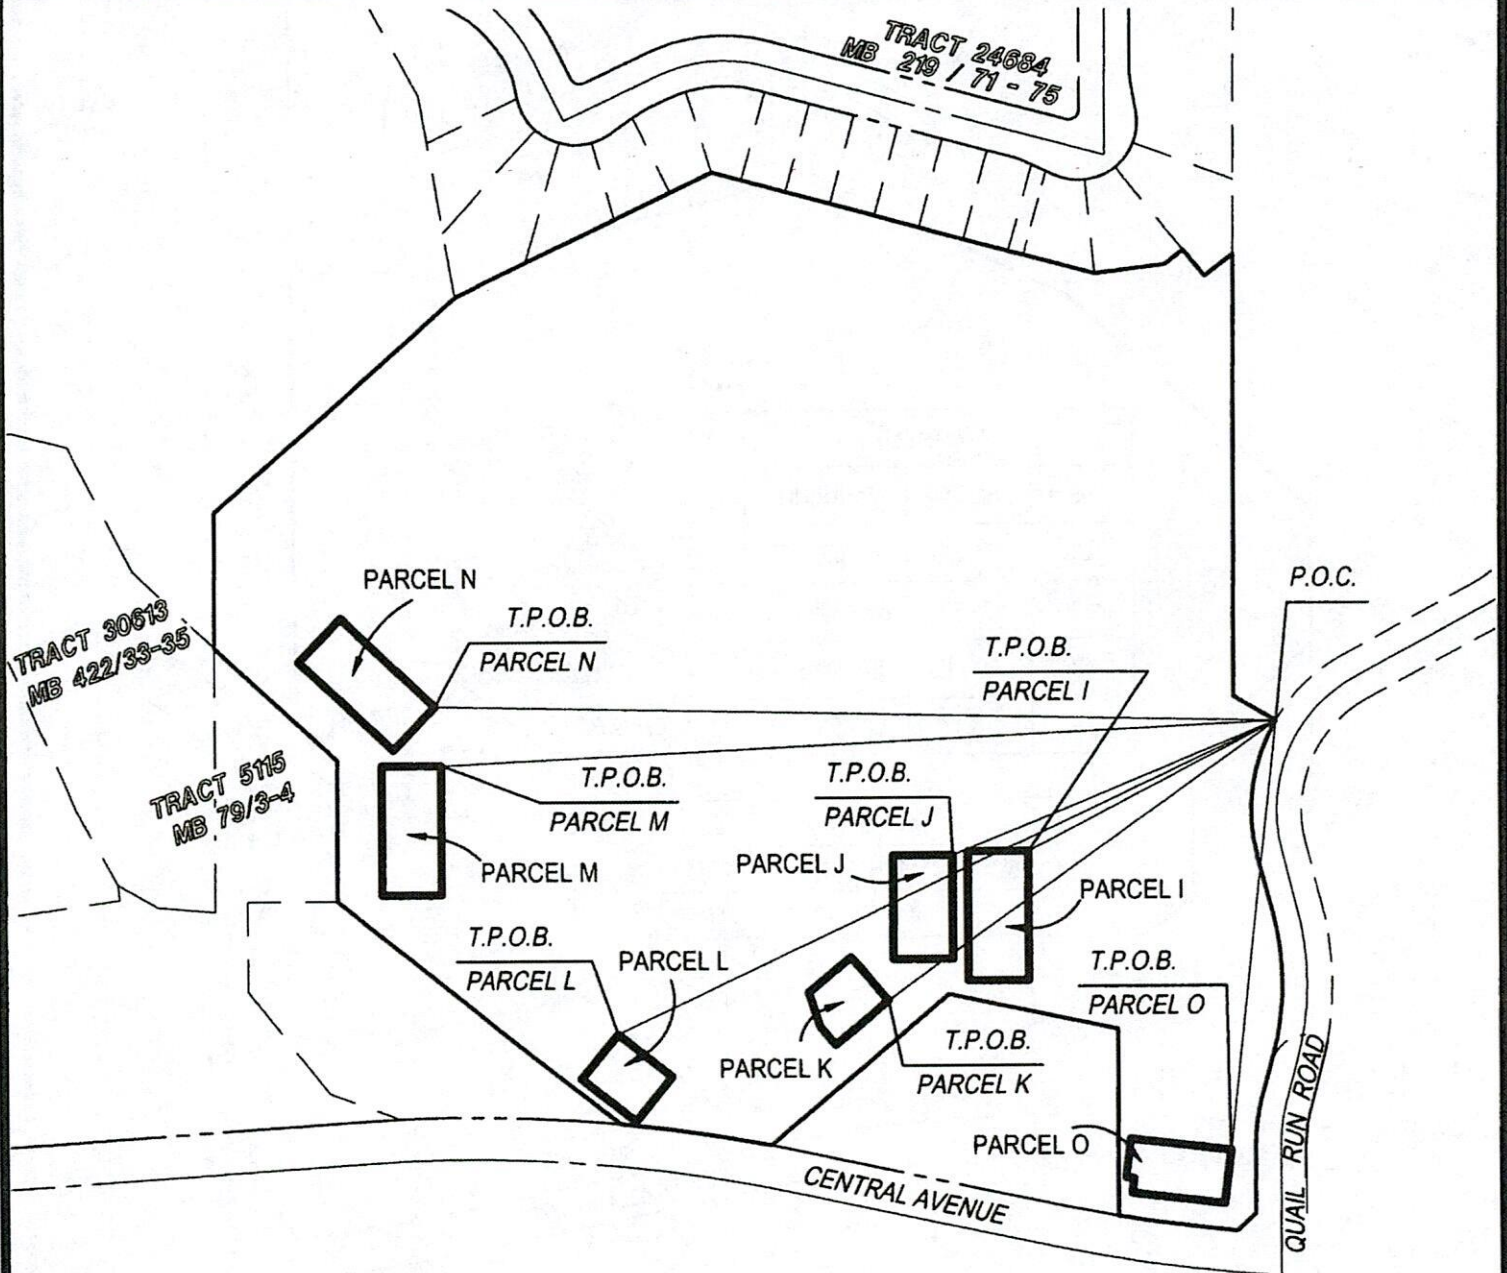 TRACT 24684
MB 219 / 71 - 75
PARCEL N
T.P.O.B.
PARCEL N
P.O.C.
TRACT 30613
MB 422/33-35
T.P.O.B.
PARCEL I
TRACT 5115
MB 79/3-4
T.P.O.B.
PARCEL M
PARCEL M
T.P.O.B.
PARCEL J
PARCEL J
PARCEL I
T.P.O.B.
PARCEL L
PARCEL L
T.P.O.B.
PARCEL O
PARCEL K
T.P.O.B.
PARCEL K
PARCEL O
CENTRAL AVENUE
QUAIL RUN ROAD